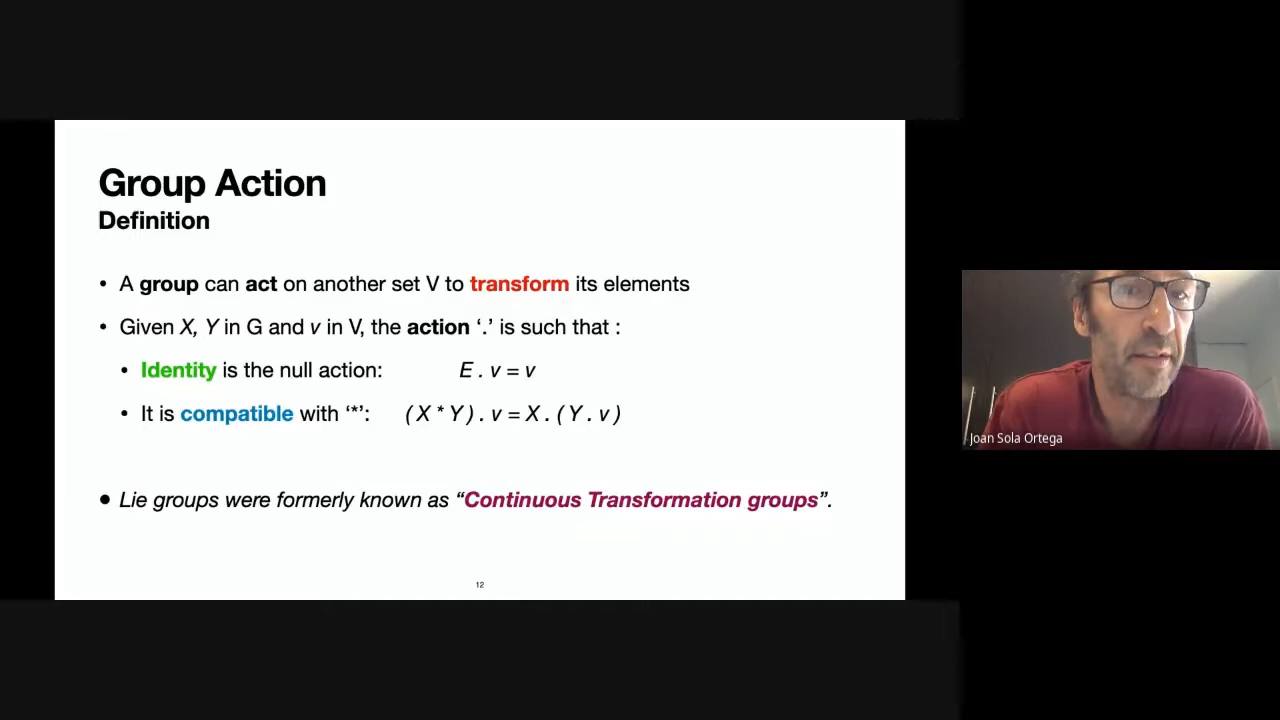 Group Action
Definition
• A group can act on another set V to transform its elements
• Given X, Y in G and v in V, the action ‘.’ is such that :
• Identity is the null action: E . v = v
• It is compatible with ‘*’: ( X * Y ) . v = X . ( Y . v )
• Lie groups were formerly known as “Continuous Transformation groups”.
12
Joan Sola Ortega